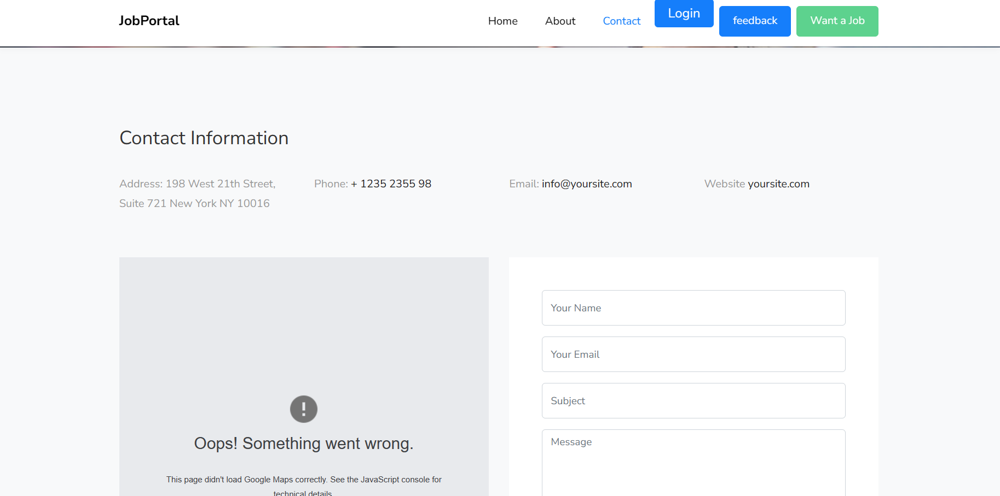 JobPortal
Home
About
Contact
Login
feedback
Want a Job
Contact Information
Address: 198 West 21th Street,
Suite 721 New York NY 10016
Phone: + 1235 2355 98
Email: info@yoursite.com
Website yoursite.com
Oops! Something went wrong.
This page didn't load Google Maps correctly. See the JavaScript console for
technical details.
Your Name
Your Email
Subject
Message